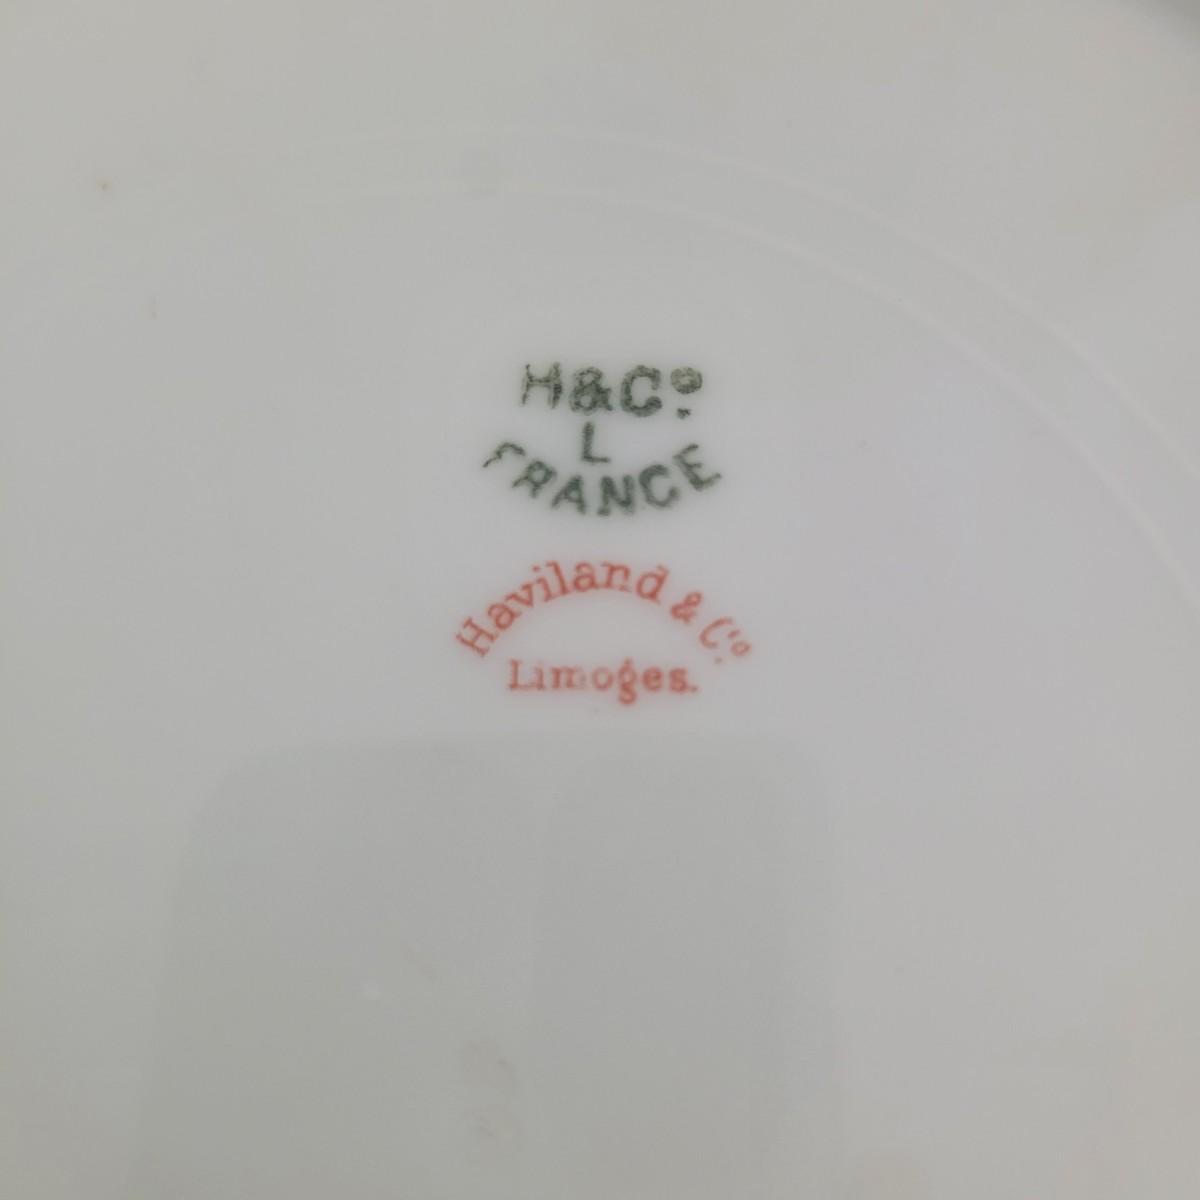 H&Cº
L
FRANCE
Haviland & Cº.
Limoges.